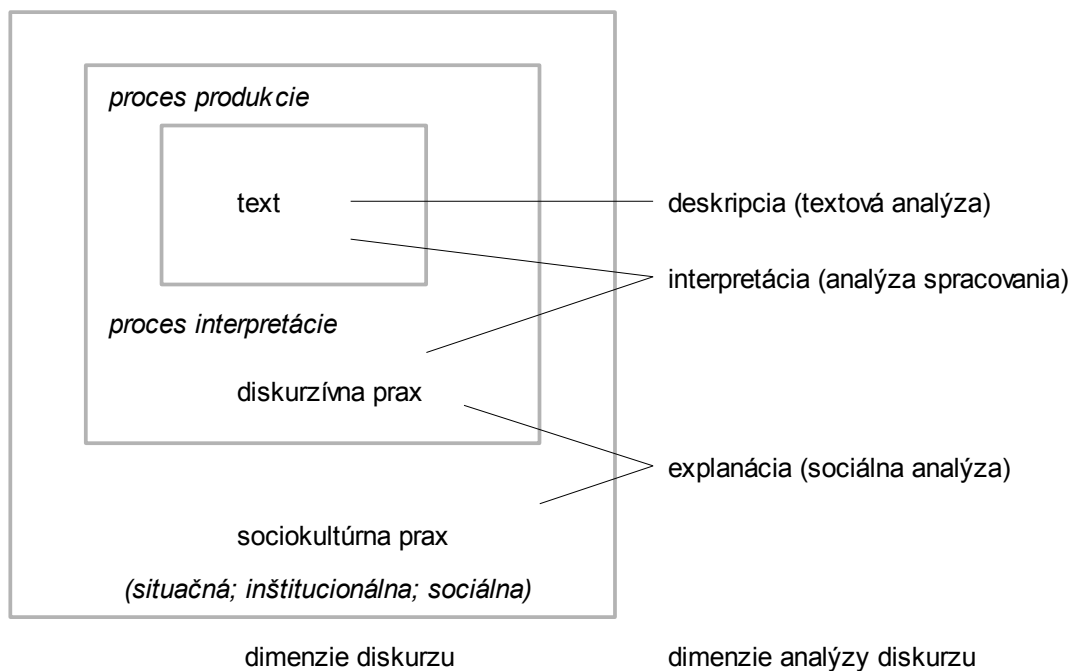 proces produkcie
text
deskripcia (textová analýza)
interpretácia (analýza spracovania)
proces interpretácie
diskurzívna prax
explanácia (sociálna analýza)
sociokultúrna prax
(situačná; inštitucionálna; sociálna)
dimenzie diskurzu
dimenzie analýzy diskurzu